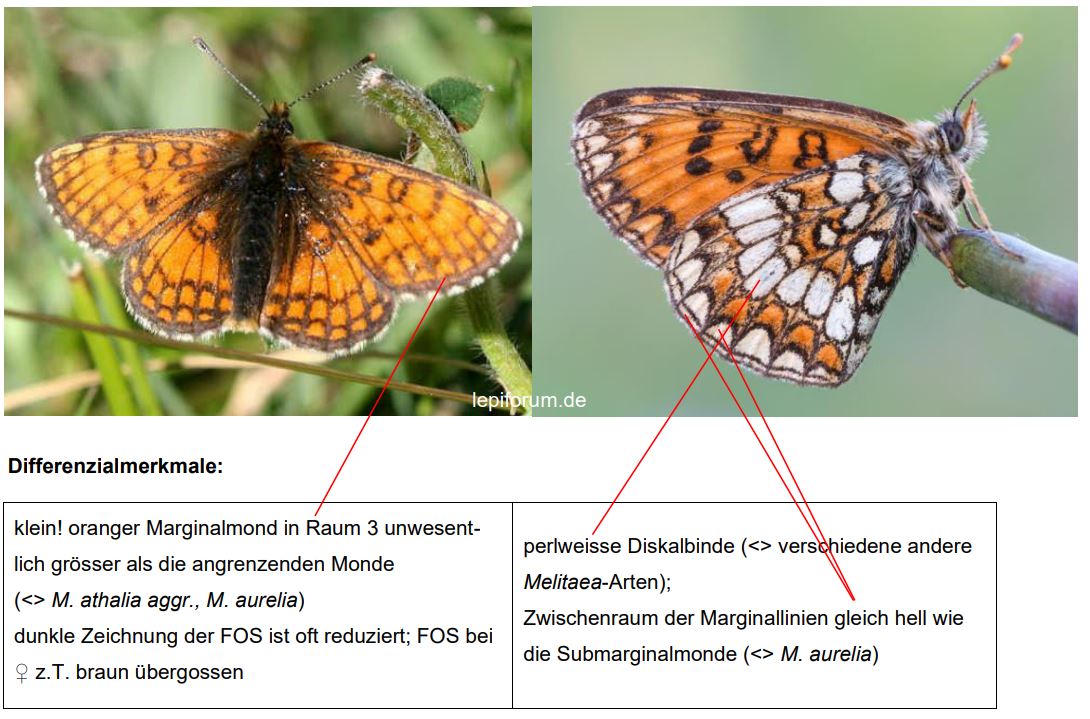 lepiforum.de
Differenzialmerkmale:
klein! oranger Marginalmond in Raum 3 unwesent-
lich grösser als die angrenzenden Monde
(<> M. athalia aggr., M. aurelia)
dunkle Zeichnung der FOS ist oft reduziert; FOS bei
♀ z.T. braun übergossen
perlweisse Diskalbinde (<> verschiedene andere
Melitaea-Arten);
Zwischenraum der Marginallinien gleich hell wie
die Submarginalmonde (<> M. aurelia)